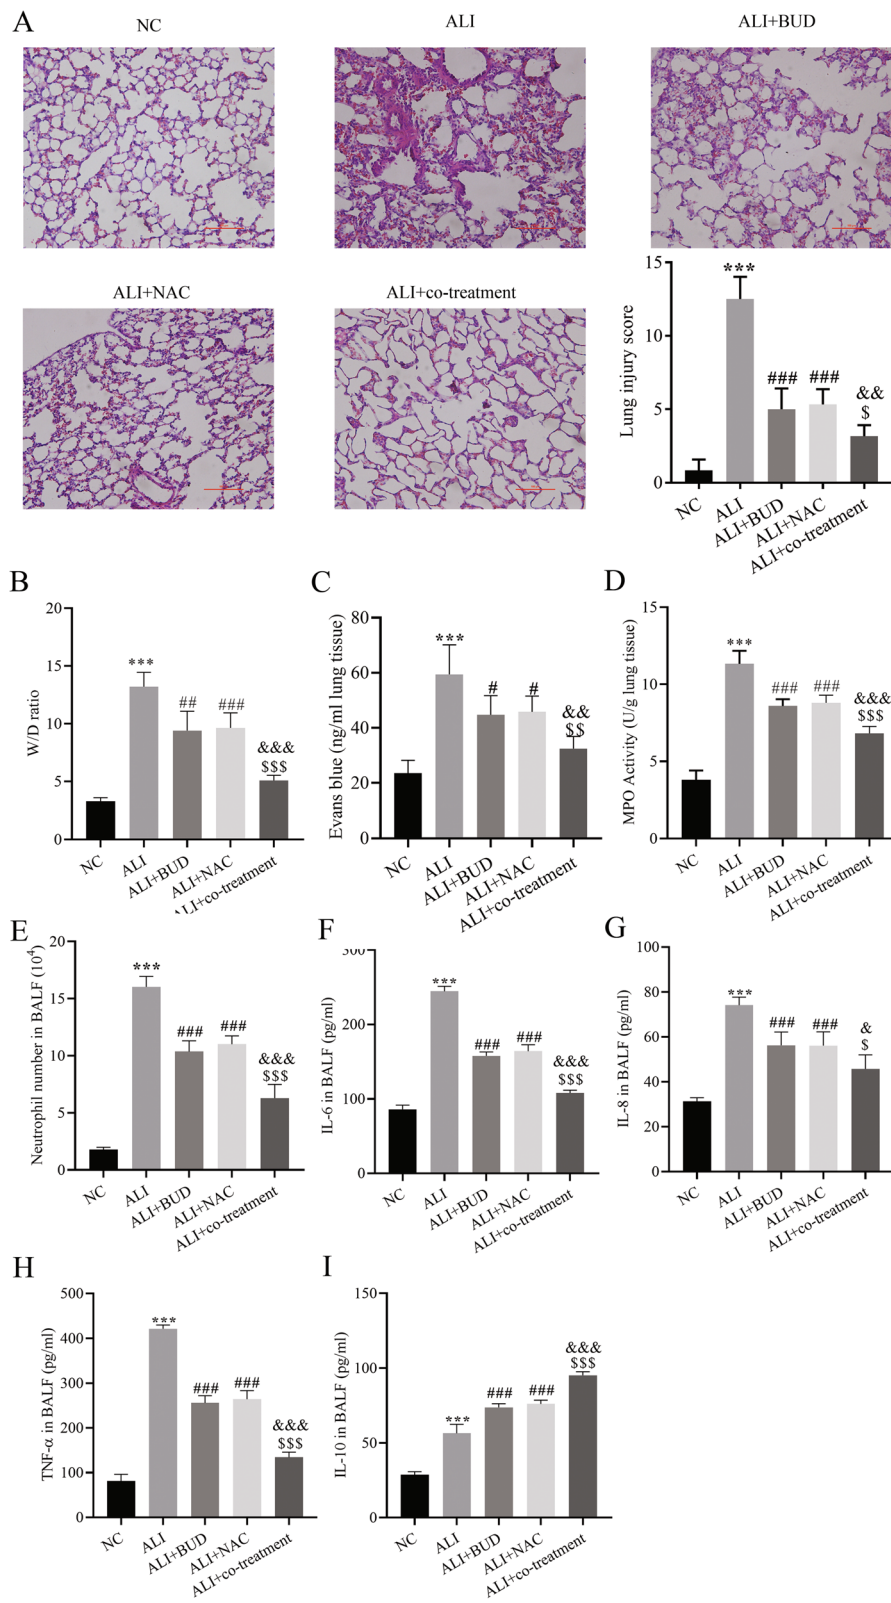 A
NC
ALI
ALI+BUD
ALI+NAC
ALI+co-treatment
Lung injury score
15
10
5
0
***
###
###
&&
$
NC
ALI
ALI+BUD
ALI+NAC
ALI+co-treatment
B
W/D ratio
20
15
10
5
0
***
##
###
&&&
$$$
NC
ALI
ALI+BUD
ALI+NAC
ALI+co-treatment
C
Evans blue (ng/ml lung tissue)
80
60
40
20
0
***
#
#
&&
$$
NC
ALI
ALI+BUD
ALI+NAC
ALI+co-treatment
D
MPO Activity (U/g lung tissue)
15
10
5
0
***
###
###
&&&
$$$
NC
ALI
ALI+BUD
ALI+NAC
ALI+co-treatment
E
Neutrophil number in BALF (10⁴)
20
15
10
5
0
***
###
###
&&&
$$$
NC
ALI
ALI+BUD
ALI+NAC
ALI+co-treatment
F
IL-6 in BALF (pg/ml)
300
200
100
0
***
###
###
&&&
$$$
NC
ALI
ALI+BUD
ALI+NAC
ALI+co-treatment
G
IL-8 in BALF (pg/ml)
100
80
60
40
20
0
***
###
###
&
$
NC
ALI
ALI+BUD
ALI+NAC
ALI+co-treatment
H
TNF-α in BALF (pg/ml)
500
400
300
200
100
0
***
###
###
&&&
$$$
NC
ALI
ALI+BUD
ALI+NAC
ALI+co-treatment
I
IL-10 in BALF (pg/ml)
150
100
50
0
***
###
###
&&&
$$$
NC
ALI
ALI+BUD
ALI+NAC
ALI+co-treatment